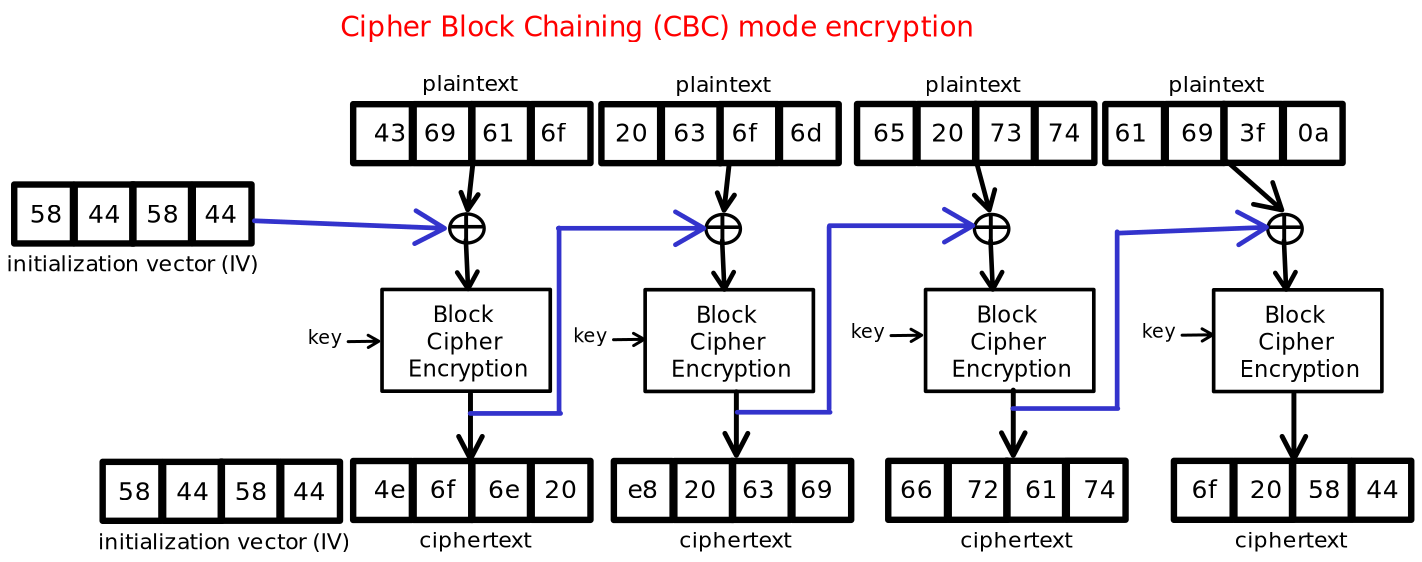 Cipher Block Chaining (CBC) mode encryption
plaintext plaintext plaintext plaintext
43 69 61 6f 20 63 6f 6d 65 20 73 74 61 69 3f 0a
58 44 58 44
initialization vector (IV)
key Block Cipher Encryption
key Block Cipher Encryption
key Block Cipher Encryption
key Block Cipher Encryption
58 44 58 44 4e 6f 6e 20 e8 20 63 69 66 72 61 74 6f 20 58 44
initialization vector (IV) ciphertext ciphertext ciphertext ciphertext